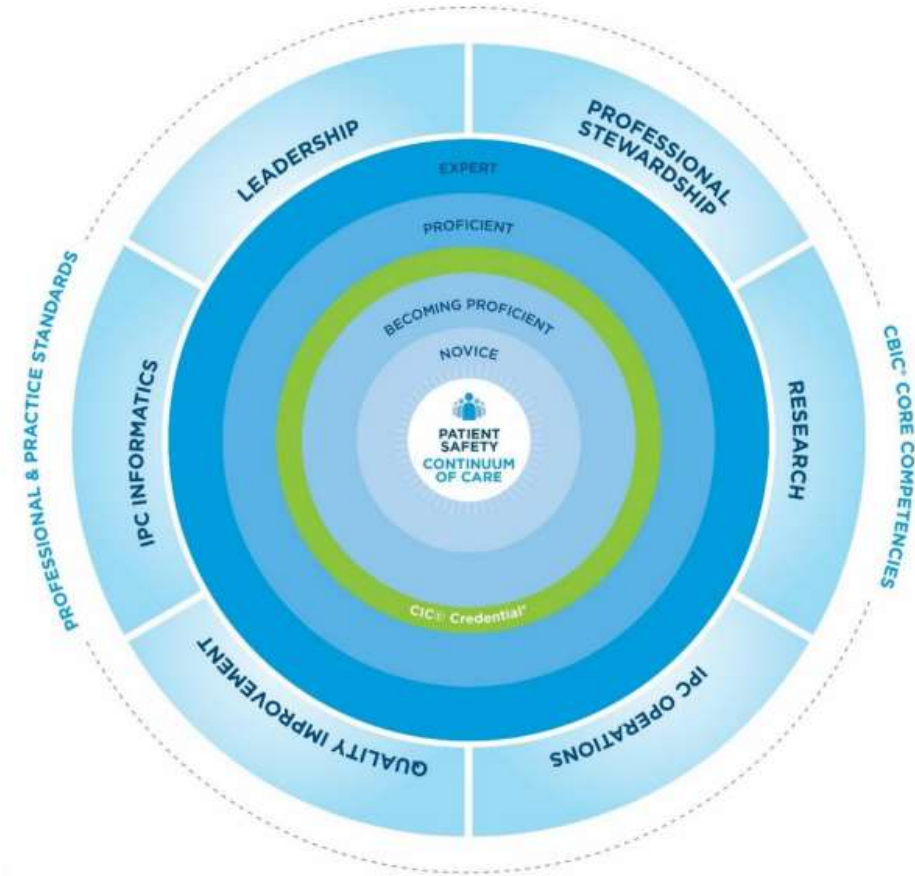 LEADERSHIP
PROFESSIONAL
STEWARDSHIP
EXPERT
PROFICIENT
BECOMING PROFICIENT
NOVICE
PATIENT
SAFETY
CONTINUUM
OF CARE
CIC® Credential*
IPC INFORMATICS
RESEARCH
QUALITY IMPROVEMENT
IPC OPERATIONS
PROFESSIONAL & PRACTICE STANDARDS
CBIC® CORE COMPETENCIES